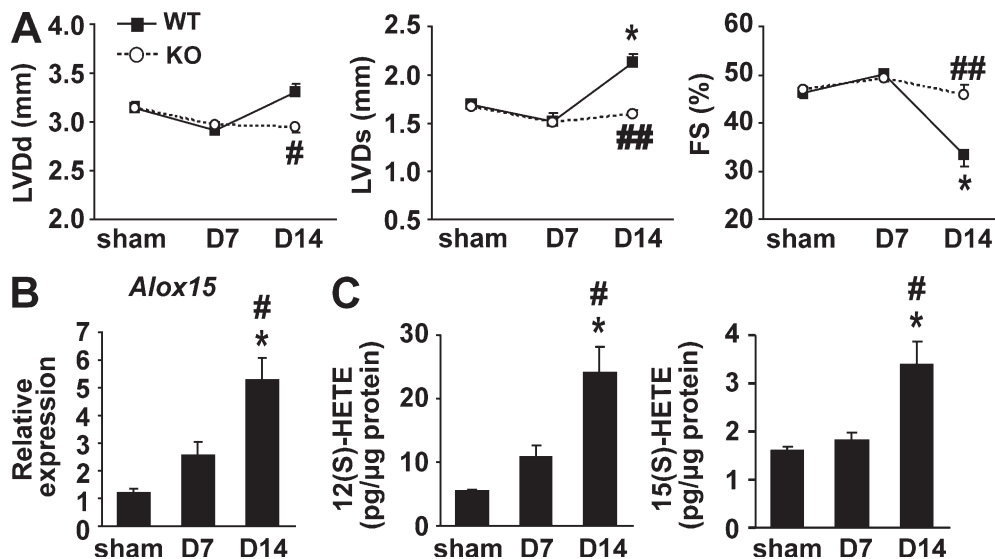 A
WT
KO
LVDd (mm)
4.0
3.5
3.0
2.5
2.0
#
sham D7 D14
LVDs (mm)
2.5
2.0
1.5
1.0
0.5
*
##
sham D7 D14
FS (%)
60
50
40
30
20
##
*
sham D7 D14
B
Alox15
Relative
expression
7
6
5
4
3
2
1
0
#
*
sham D7 D14
C
12(S)-HETE
(pg/µg protein)
30
20
10
0
#
*
sham D7 D14
15(S)-HETE
(pg/µg protein)
4
3
2
1
0
#
*
sham D7 D14